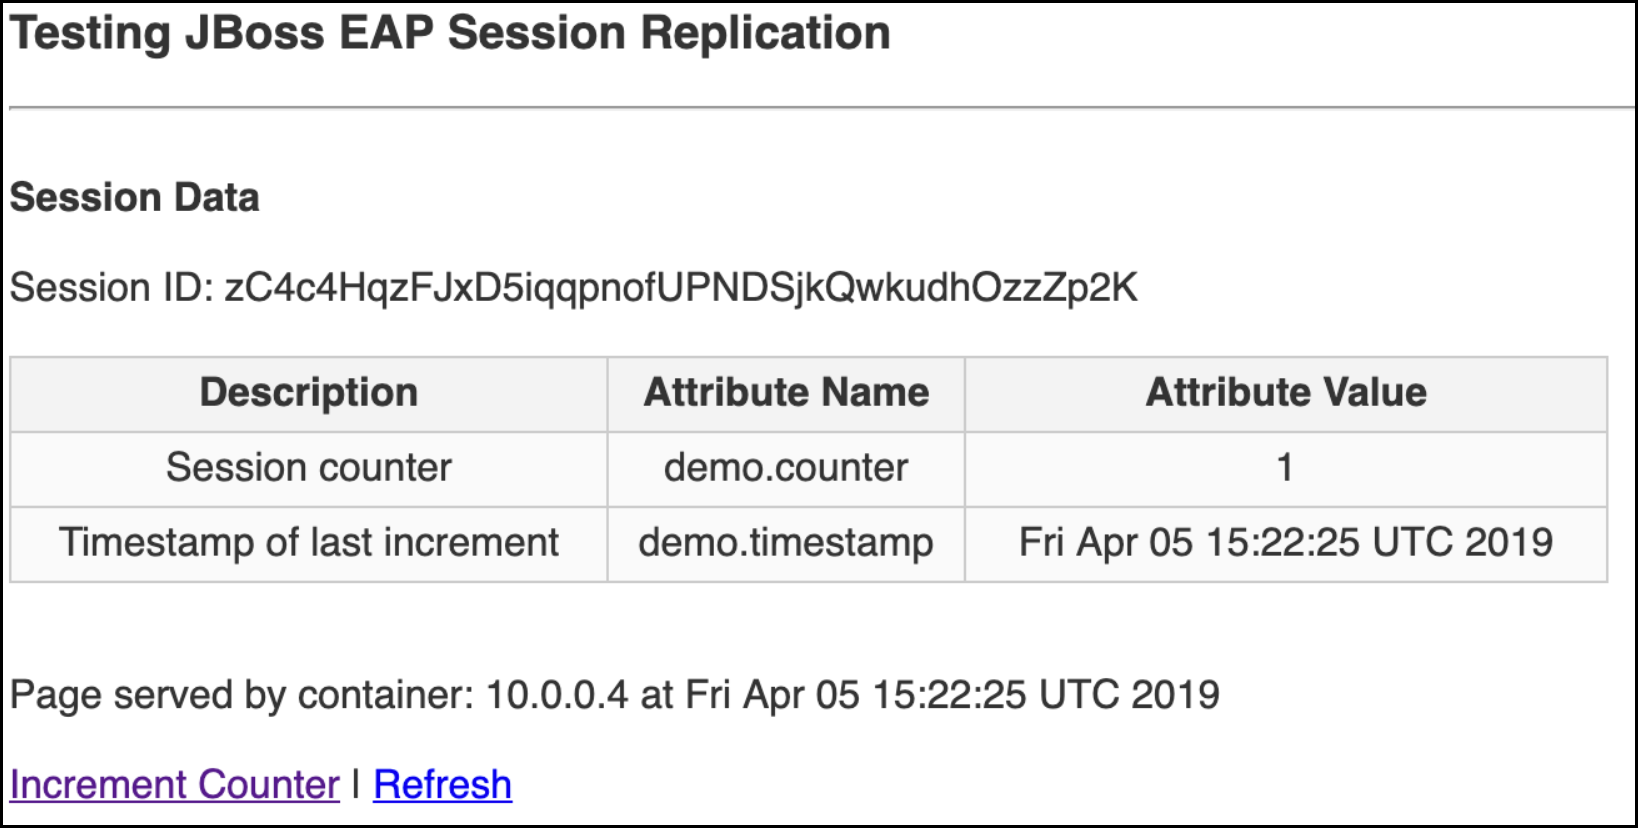 Testing JBoss EAP Session Replication
Session Data
Session ID: zC4c4HqzFJxD5iqqpnofUPNDSjkQwkudhOzzZp2K
Description Attribute Name Attribute Value
Session counter demo.counter 1
Timestamp of last increment demo.timestamp Fri Apr 05 15:22:25 UTC 2019
Page served by container: 10.0.0.4 at Fri Apr 05 15:22:25 UTC 2019
Increment Counter | Refresh